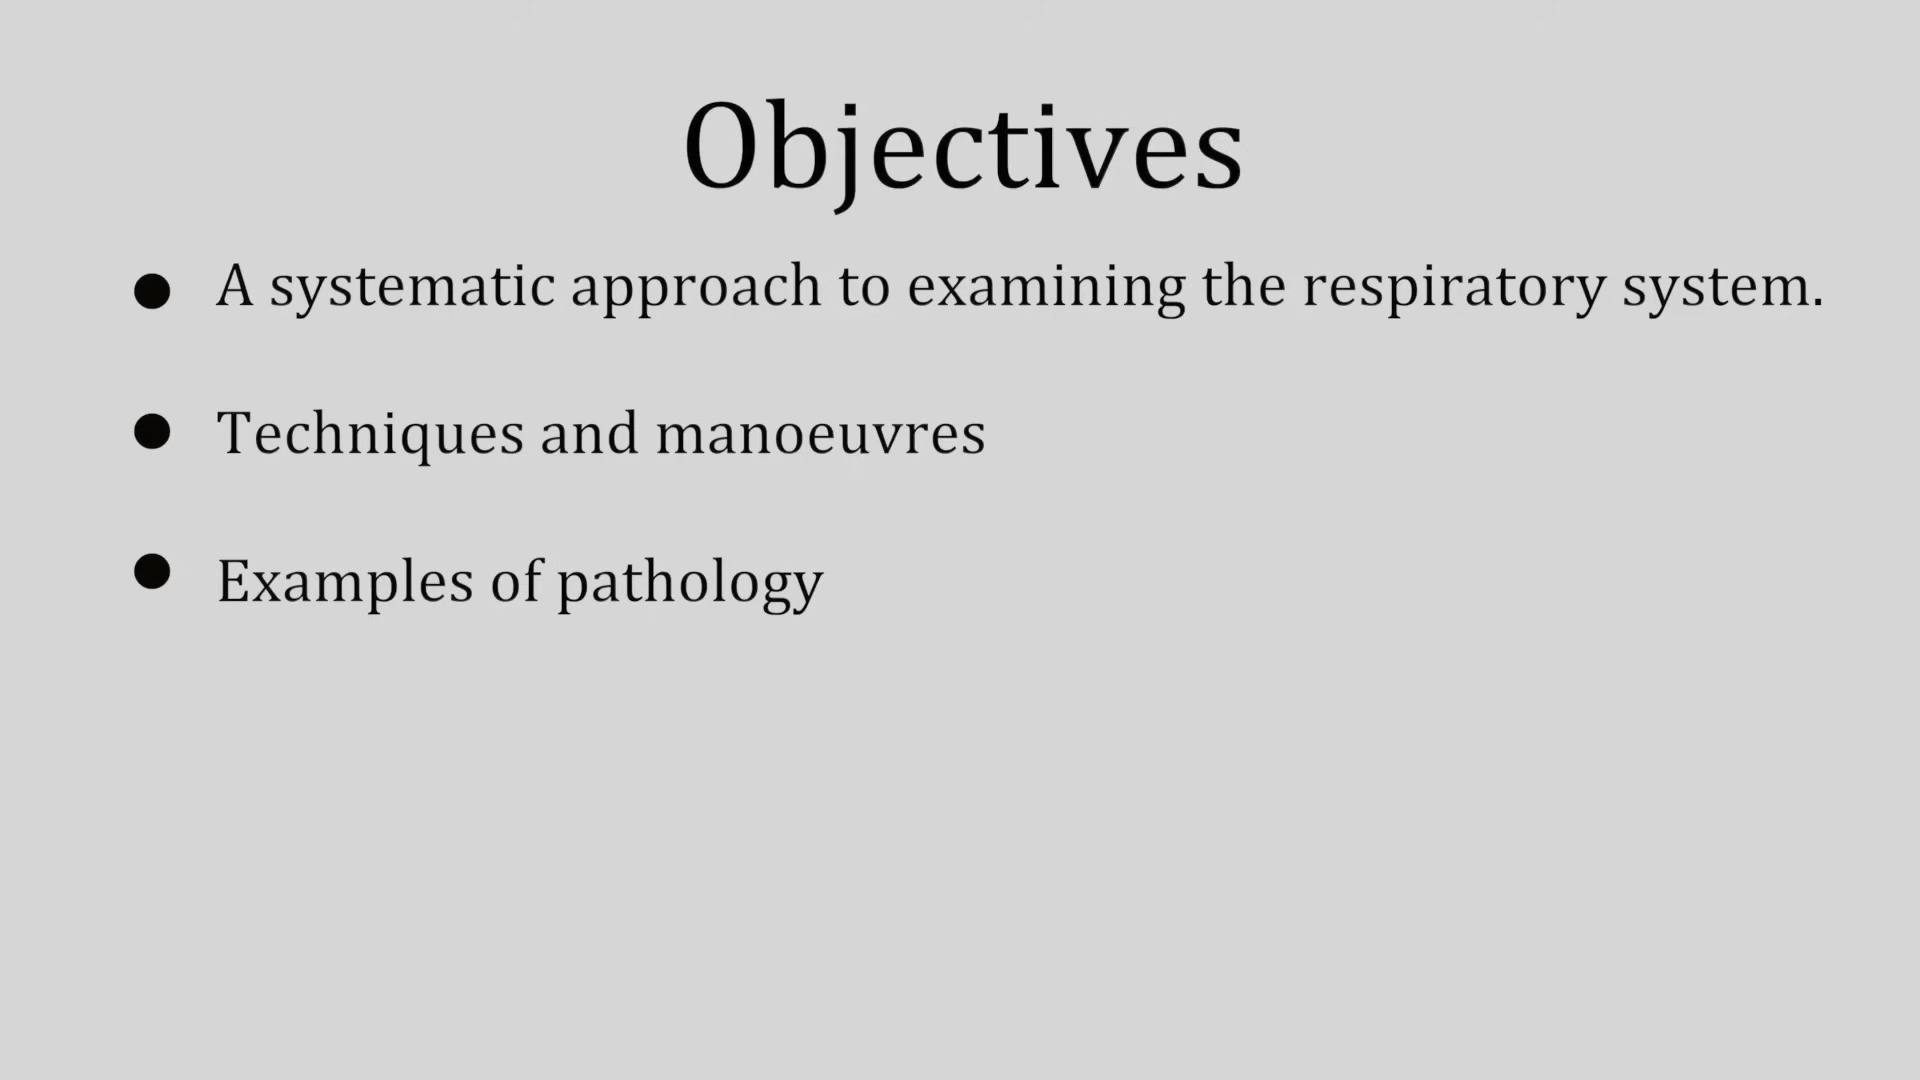 Objectives
● A systematic approach to examining the respiratory system.
● Techniques and manoeuvres
● Examples of pathology